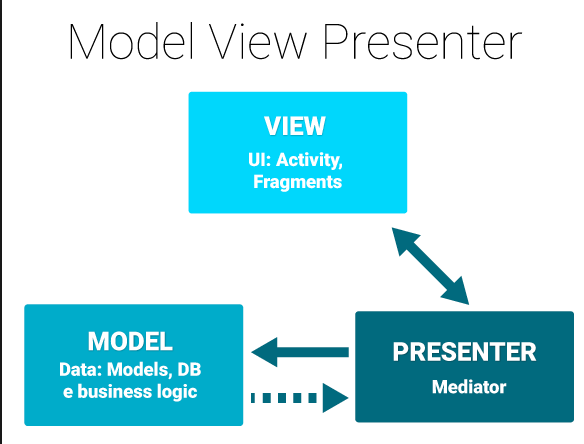 Model View Presenter
VIEW
UI: Activity,
Fragments
MODEL
Data: Models, DB
e business logic
PRESENTER
Mediator